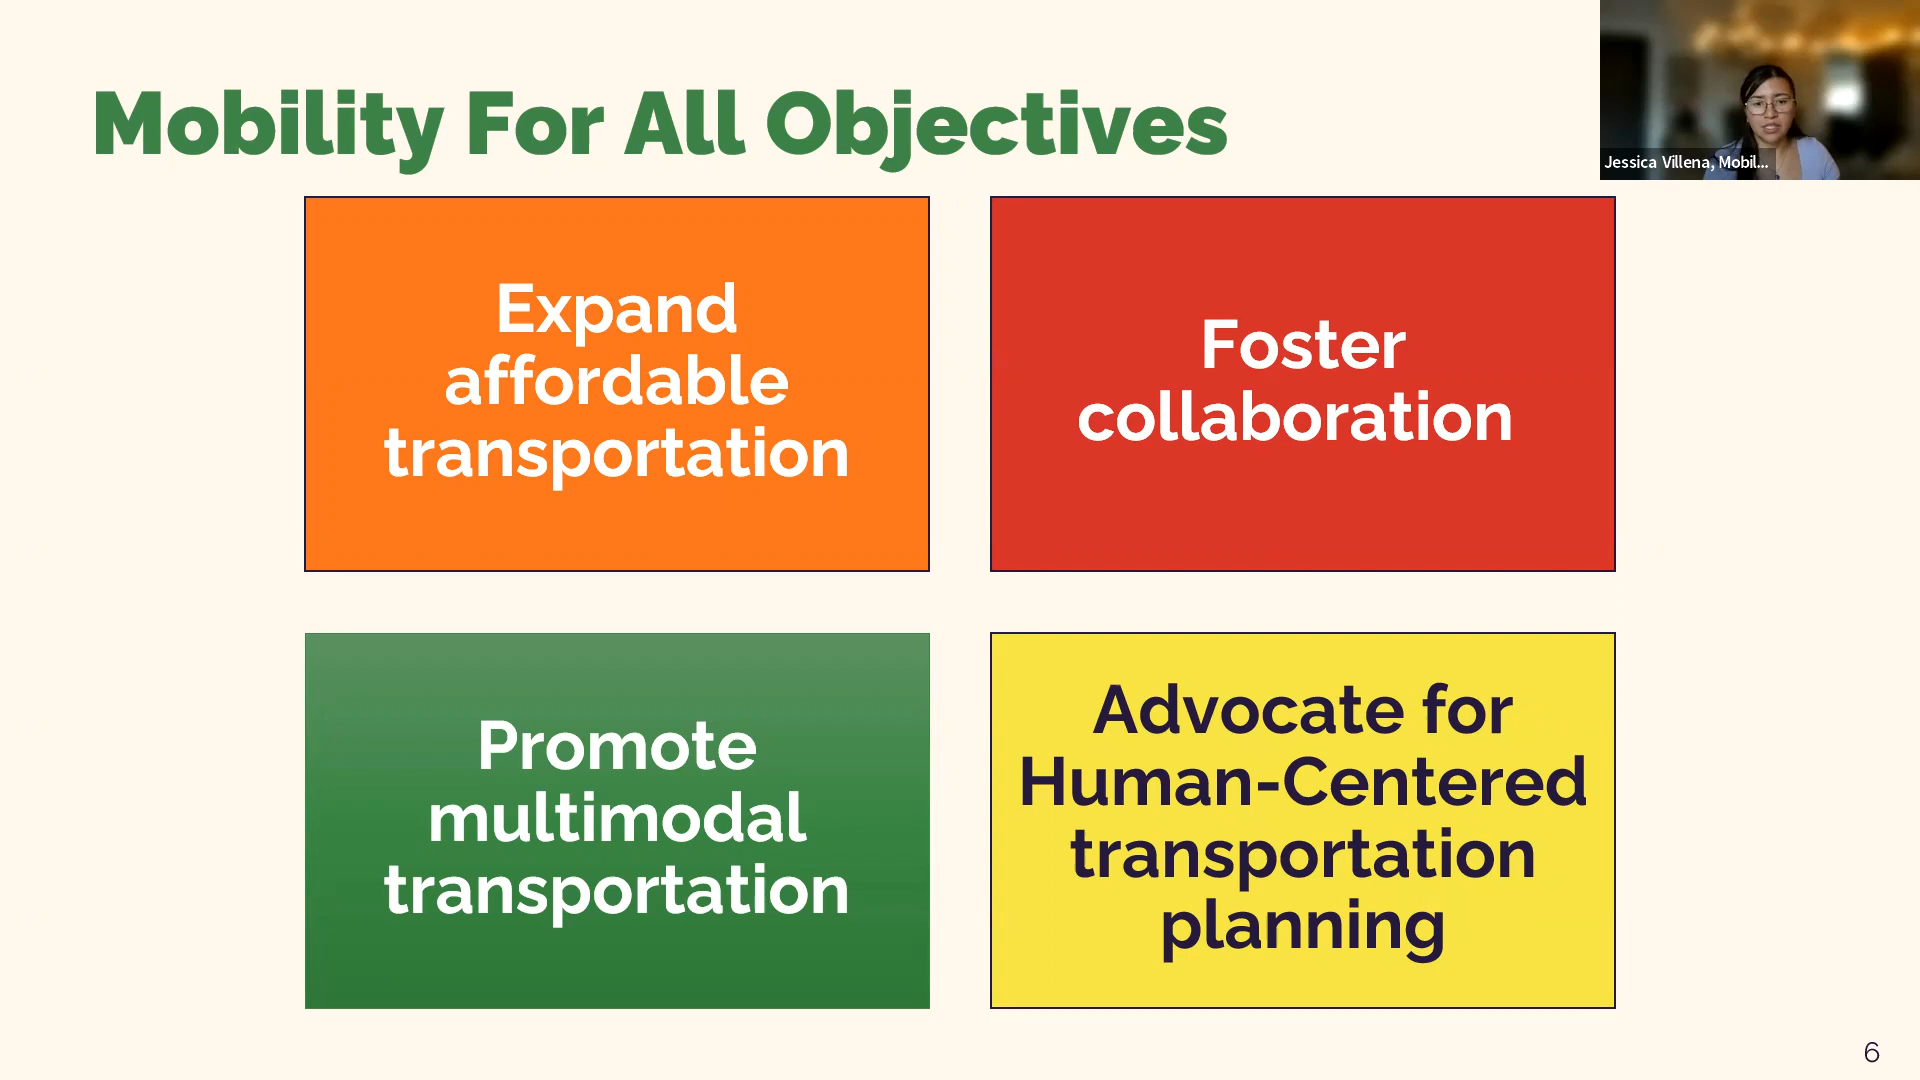 Mobility For All Objectives
Jessica Villena, Mobil...
Expand
affordable
transportation
Foster
collaboration
Promote
multimodal
transportation
Advocate for
Human-Centered
transportation
planning
6